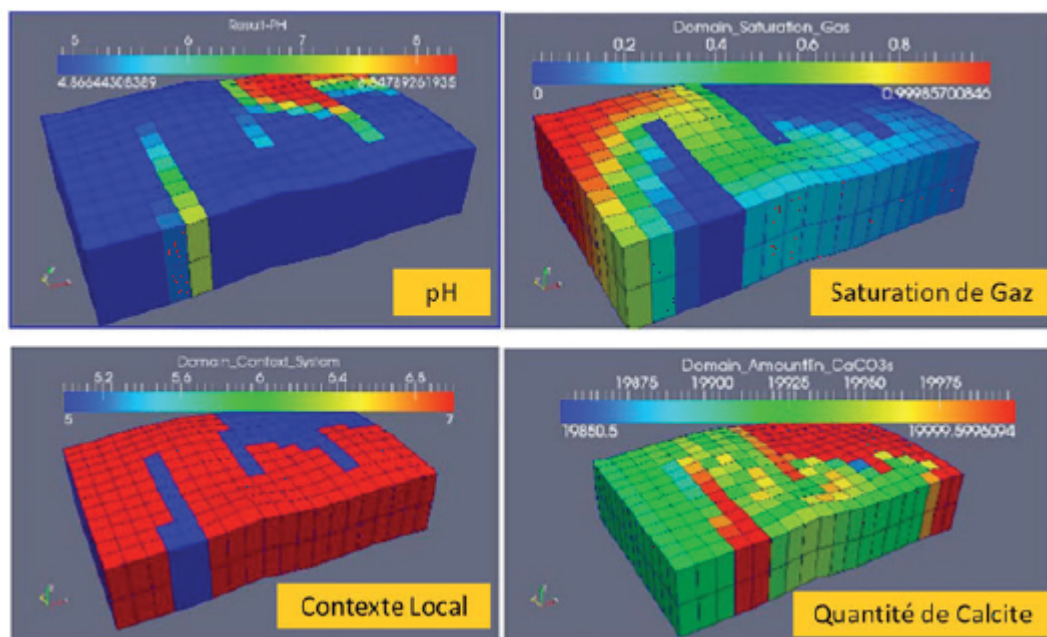 Result-PH
5 6 7 8
4.86644308389
pH
Domain_Saturation_Gas
0.2 0.4 0.6 0.8
0 0.99985700846
Saturation de Gaz
Domain_Context_System
5.2 5.6 6 6.4 6.8
5 7
Contexte Local
Domain_AmountIn_CaCO3s
19875 19900 19925 19950 19975
19850.5 19999.5996094
Quantité de Calcite